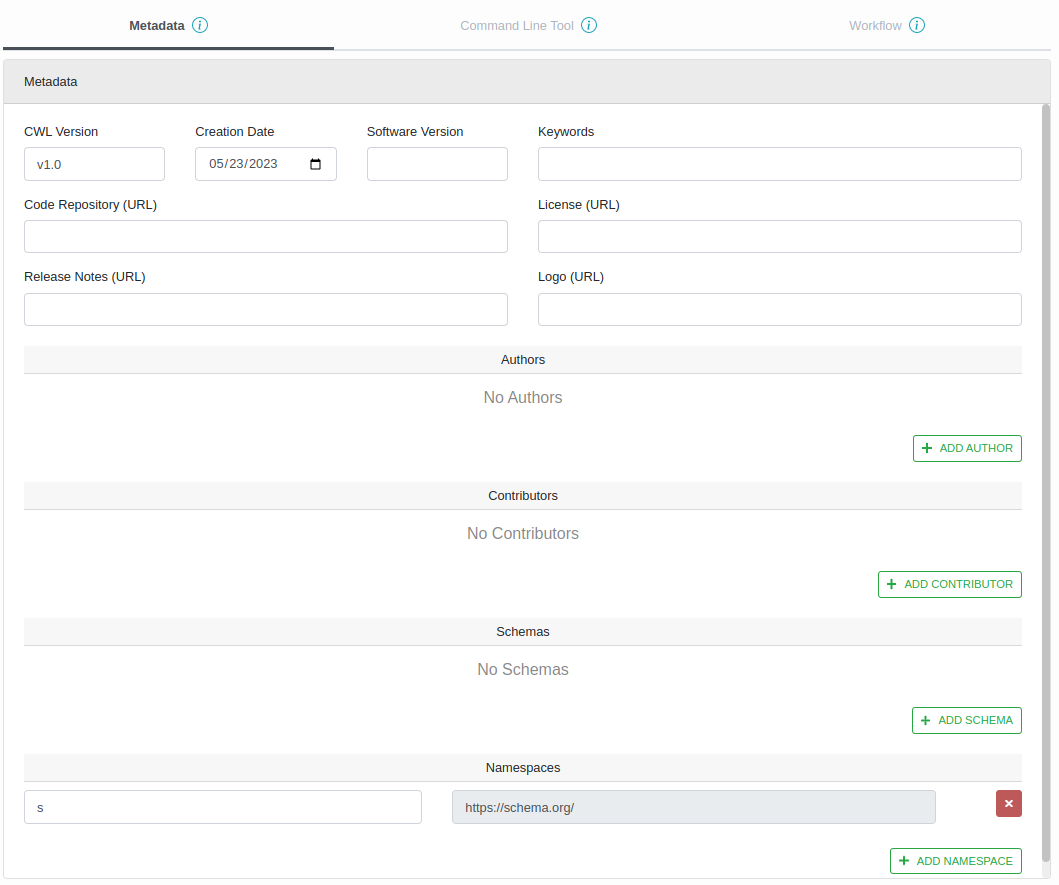 Metadata
Command Line Tool
Workflow
Metadata
CWL Version
Creation Date
Software Version
Keywords
v1.0
05/23/2023
Code Repository (URL)
License (URL)
Release Notes (URL)
Logo (URL)
Authors
No Authors
ADD AUTHOR
Contributors
No Contributors
ADD CONTRIBUTOR
Schemas
No Schemas
ADD SCHEMA
Namespaces
s
https://schema.org/
ADD NAMESPACE